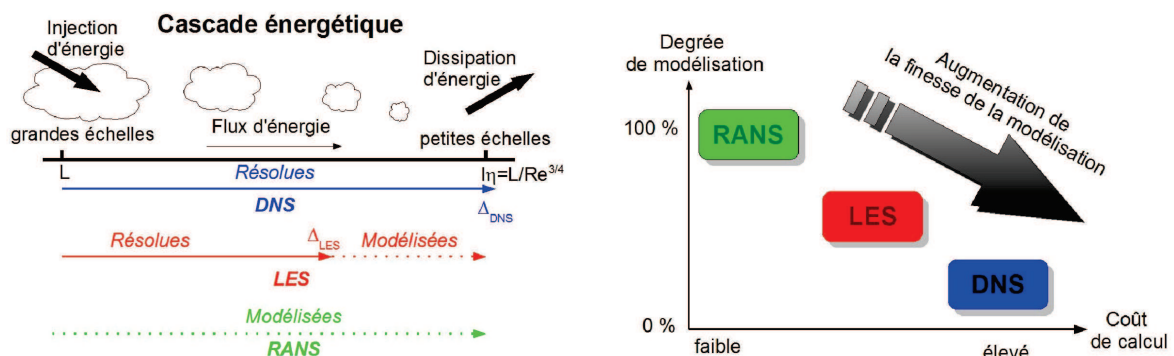 Cascade énergétique
Injection
d'énergie
Dissipation
d'énergie
grandes échelles
Flux d'énergie
petites échelles
L
Résolues
lη=L/Re3/4
DNS
ΔDNS
Résolues
ΔLES
Modélisées
LES
Modélisées
RANS
Degré
de modélisation
Augmentation de
la finesse de la modélisation
100 %
RANS
LES
DNS
0 %
faible
élevé
Coût
de calcul